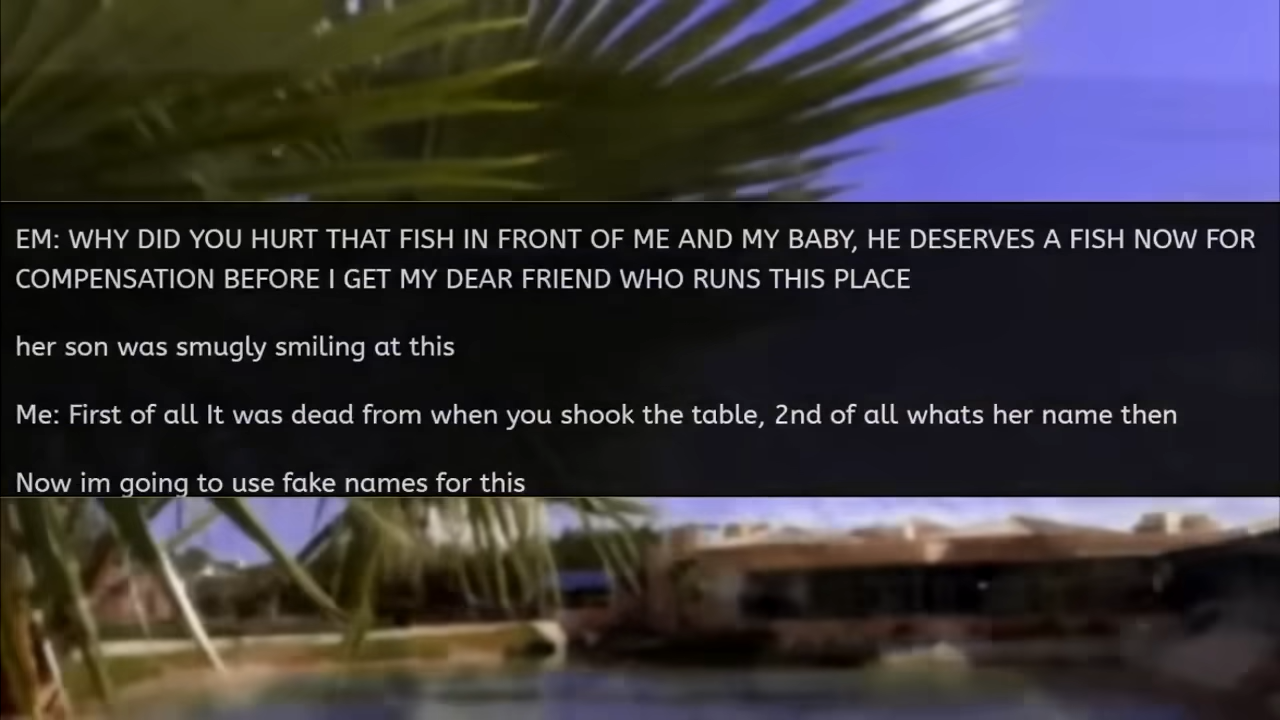 EM: WHY DID YOU HURT THAT FISH IN FRONT OF ME AND MY BABY, HE DESERVES A FISH NOW FOR
COMPENSATION BEFORE I GET MY DEAR FRIEND WHO RUNS THIS PLACE
her son was smugly smiling at this
Me: First of all It was dead from when you shook the table, 2nd of all whats her name then
Now im going to use fake names for this